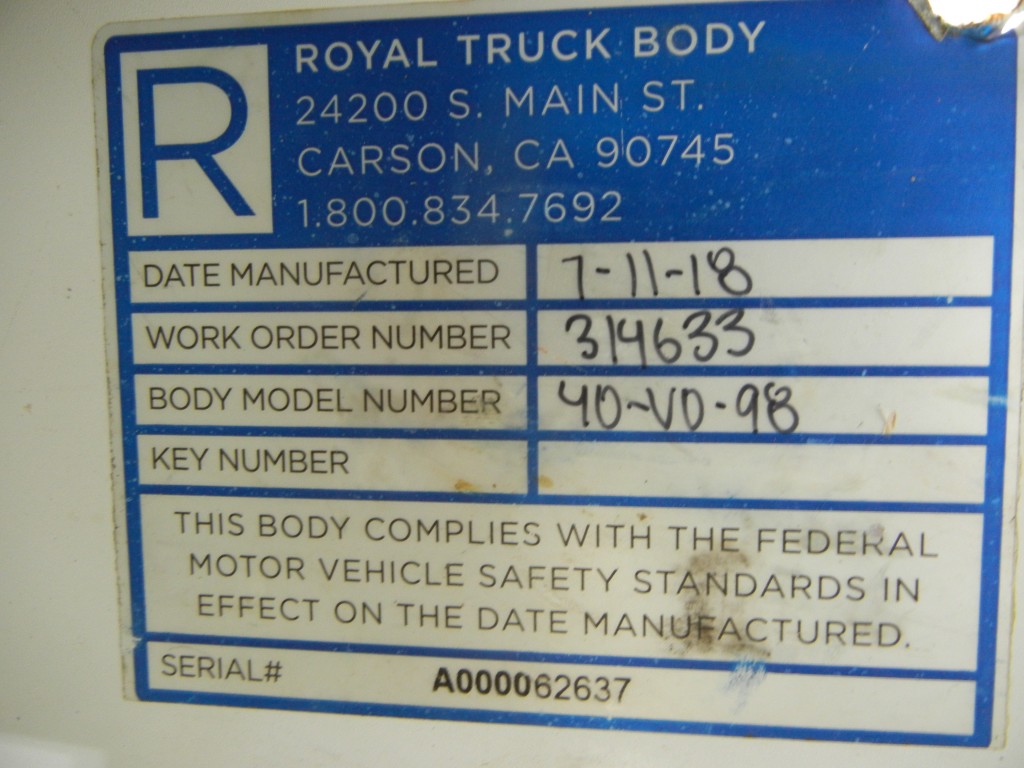 R
ROYAL TRUCK BODY
24200 S. MAIN ST.
CARSON, CA 90745
1.800.834.7692
DATE MANUFACTURED 7-11-18
WORK ORDER NUMBER 314633
BODY MODEL NUMBER 40-VO-98
KEY NUMBER
THIS BODY COMPLIES WITH THE FEDERAL
MOTOR VEHICLE SAFETY STANDARDS IN
EFFECT ON THE DATE MANUFACTURED.
SERIAL# A000062637